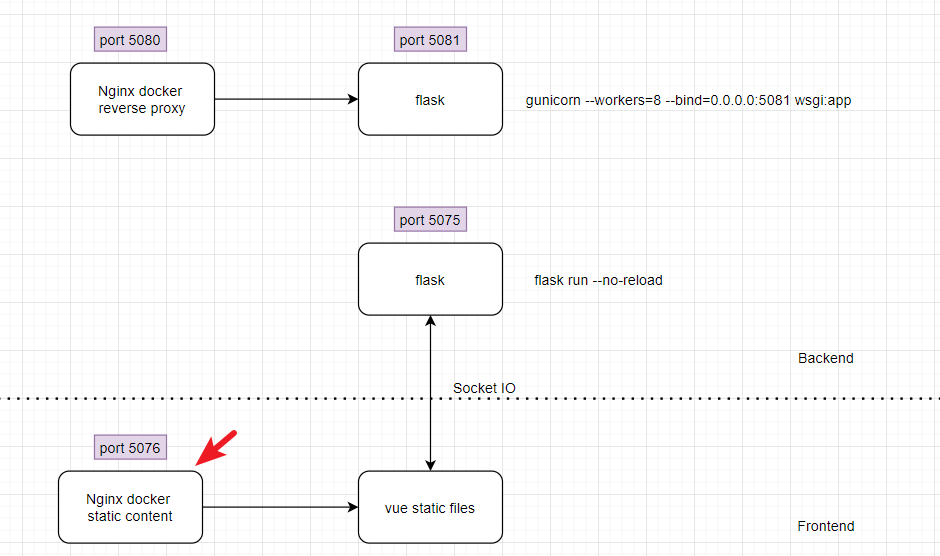 port 5080
port 5081
Nginx docker
reverse proxy
flask
gunicorn --workers=8 --bind=0.0.0.0:5081 wsgi:app
port 5075
flask
flask run --no-reload
Backend
Socket IO
port 5076
Nginx docker
static content
vue static files
Frontend